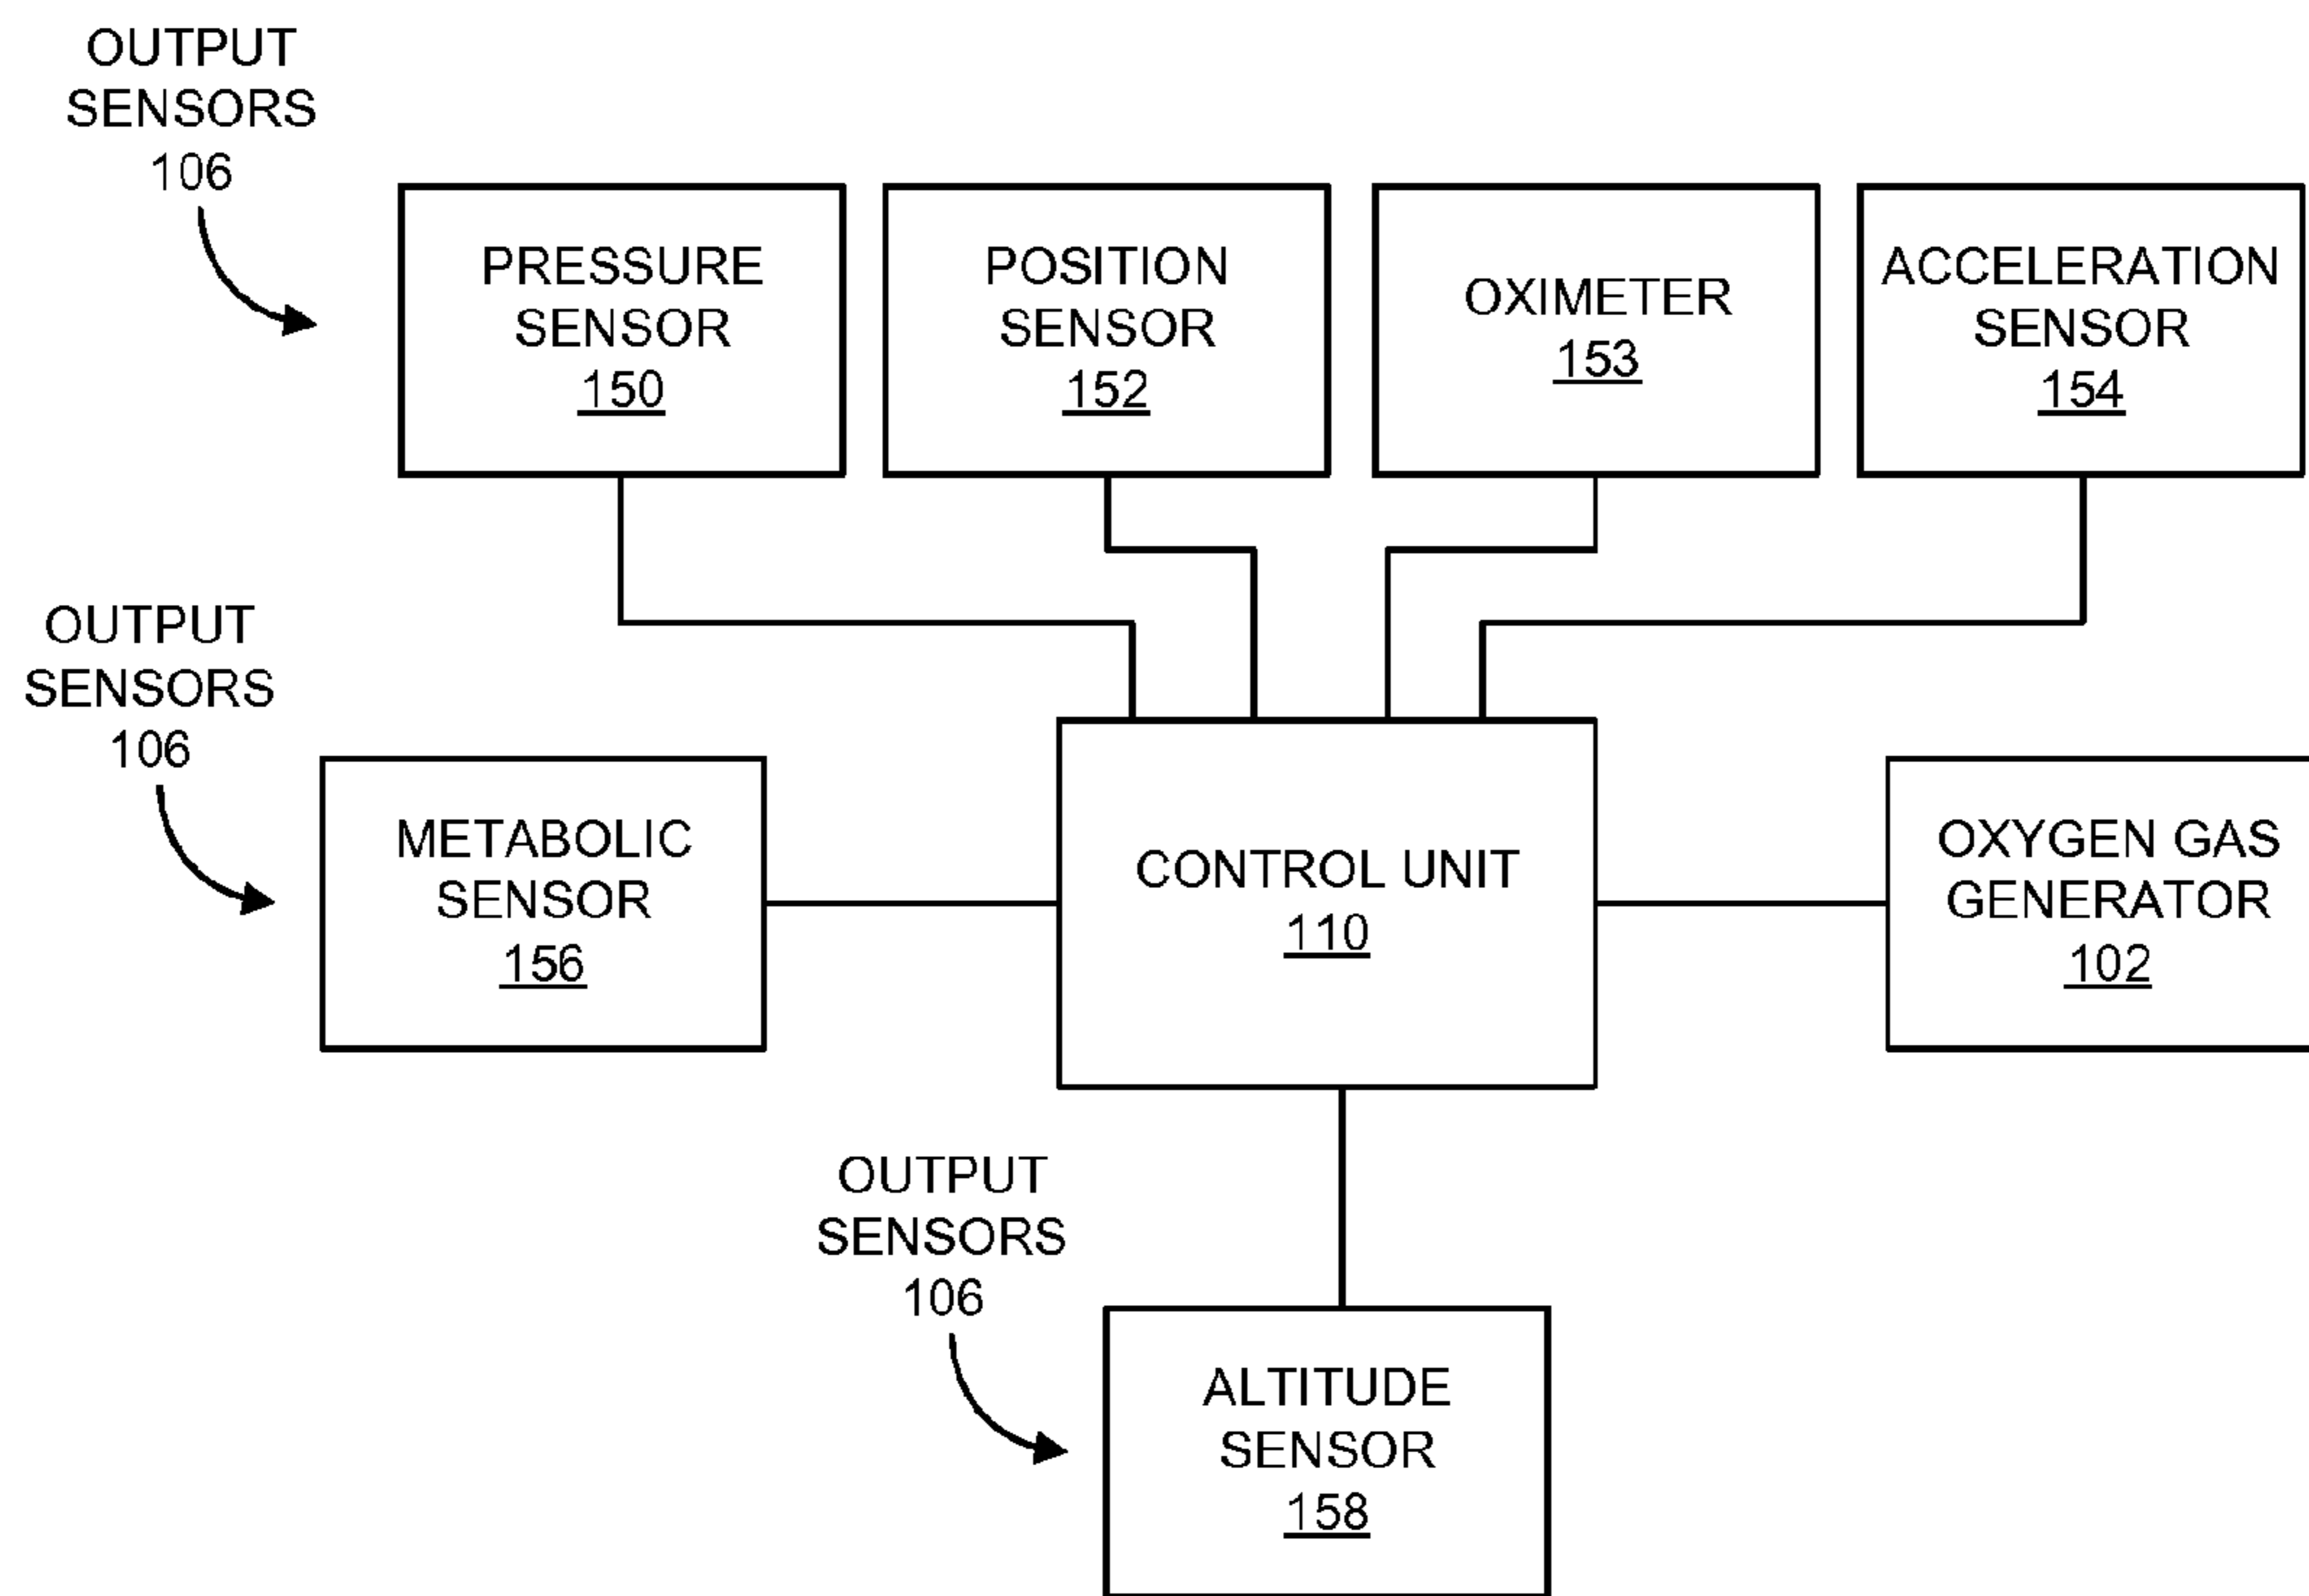 OUTPUT
SENSORS
106
PRESSURE
SENSOR
150
POSITION
SENSOR
152
OXIMETER
153
ACCELERATION
SENSOR
154
OUTPUT
SENSORS
106
METABOLIC
SENSOR
156
CONTROL UNIT
110
OXYGEN GAS
GENERATOR
102
OUTPUT
SENSORS
106
ALTITUDE
SENSOR
158